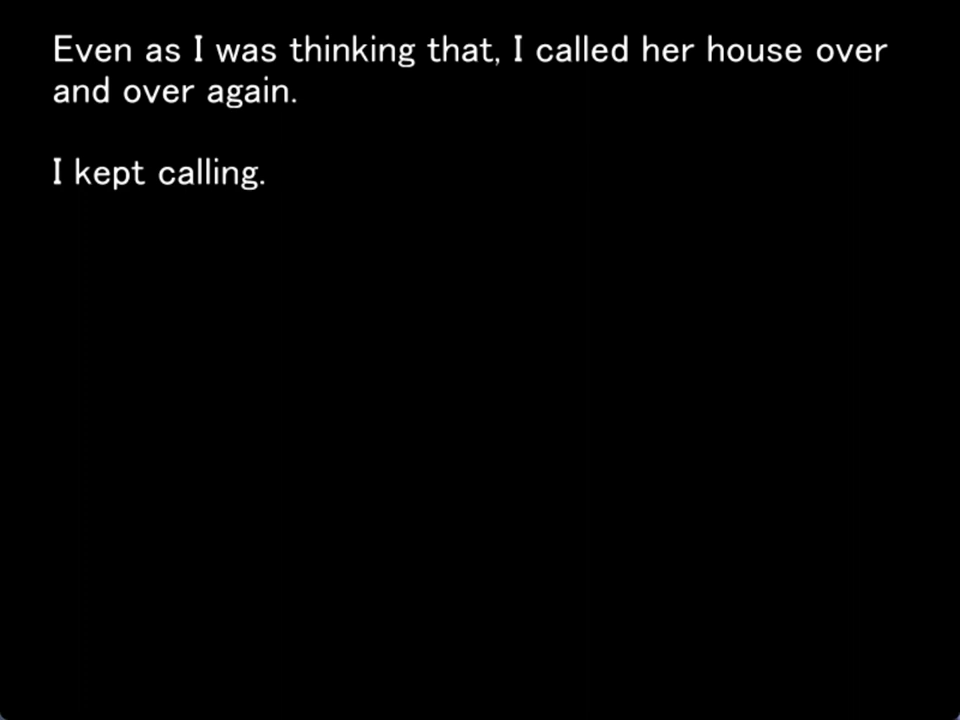 Even as I was thinking that, I called her house over
and over again.
I kept calling.